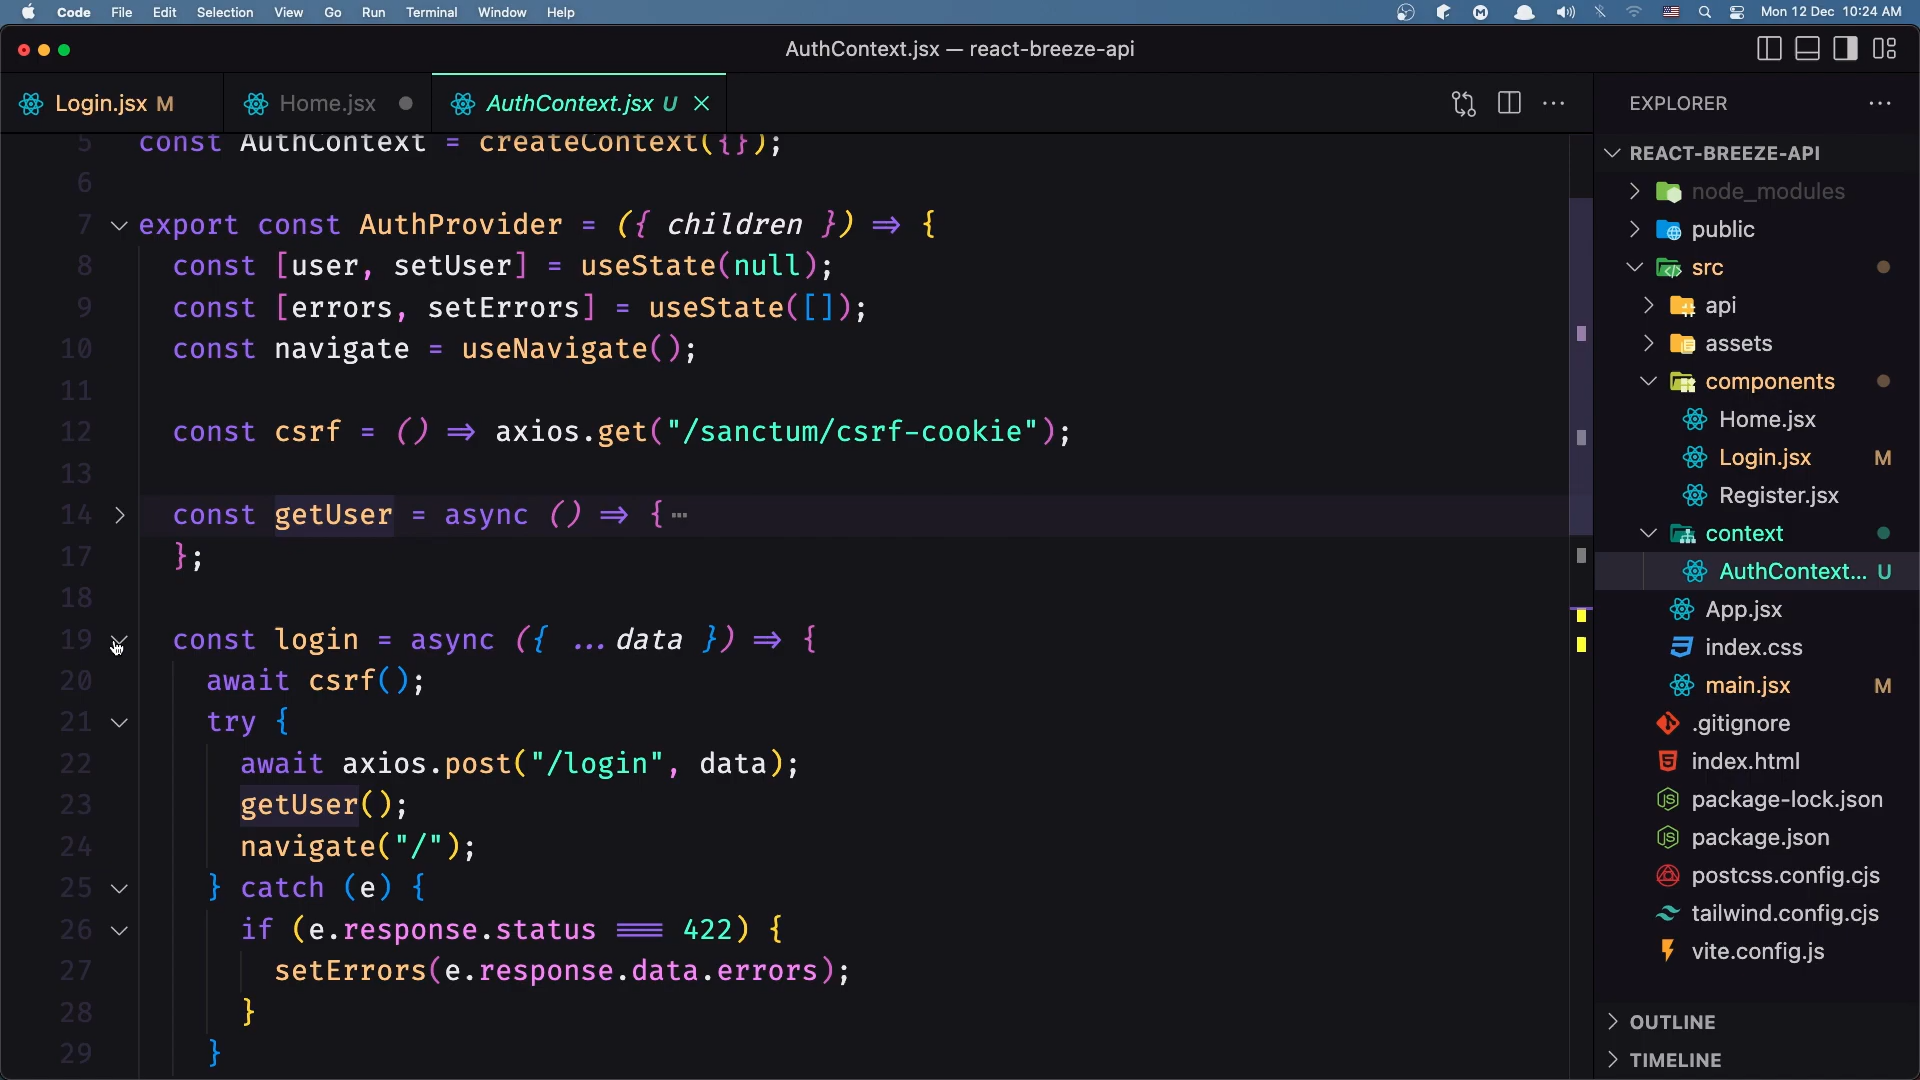 Code File Edit Selection View Go Run Terminal Window Help Mon 12 Dec 10:24 AM
AuthContext.jsx — react-breeze-api
Login.jsx M Home.jsx AuthContext.jsx U
EXPLORER
REACT-BREEZE-API
node_modules
public
src
api
assets
components
Home.jsx
Login.jsx M
Register.jsx
context
AuthContext... U
App.jsx
index.css
main.jsx M
.gitignore
index.html
package-lock.json
package.json
postcss.config.cjs
tailwind.config.cjs
vite.config.js
OUTLINE
TIMELINE
5 const AuthContext = createContext({});
6
7 export const AuthProvider = ({ children }) => {
8 const [user, setUser] = useState(null);
9 const [errors, setErrors] = useState([]);
10 const navigate = useNavigate();
11
12 const csrf = () => axios.get("/sanctum/csrf-cookie");
13
14 const getUser = async () => {⋯
17 };
18
19 const login = async ({ ...data }) => {
20 await csrf();
21 try {
22 await axios.post("/login", data);
23 getUser();
24 navigate("/");
25 } catch (e) {
26 if (e.response.status === 422) {
27 setErrors(e.response.data.errors);
28 }
29 }